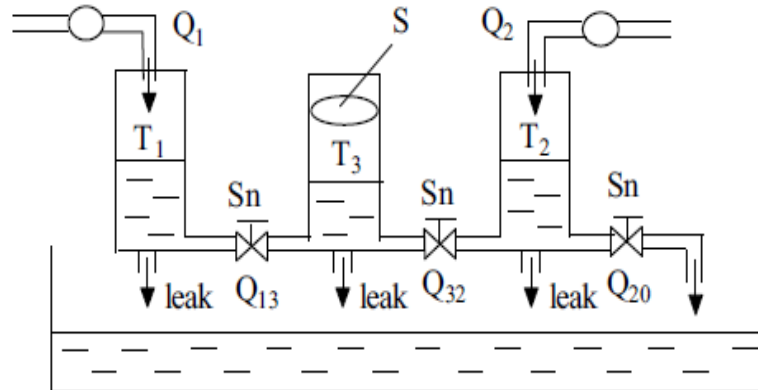 Q₁ S Q₂
T₁ T₃ T₂
Sn Sn Sn
leak Q₁₃ leak Q₃₂ leak Q₂₀